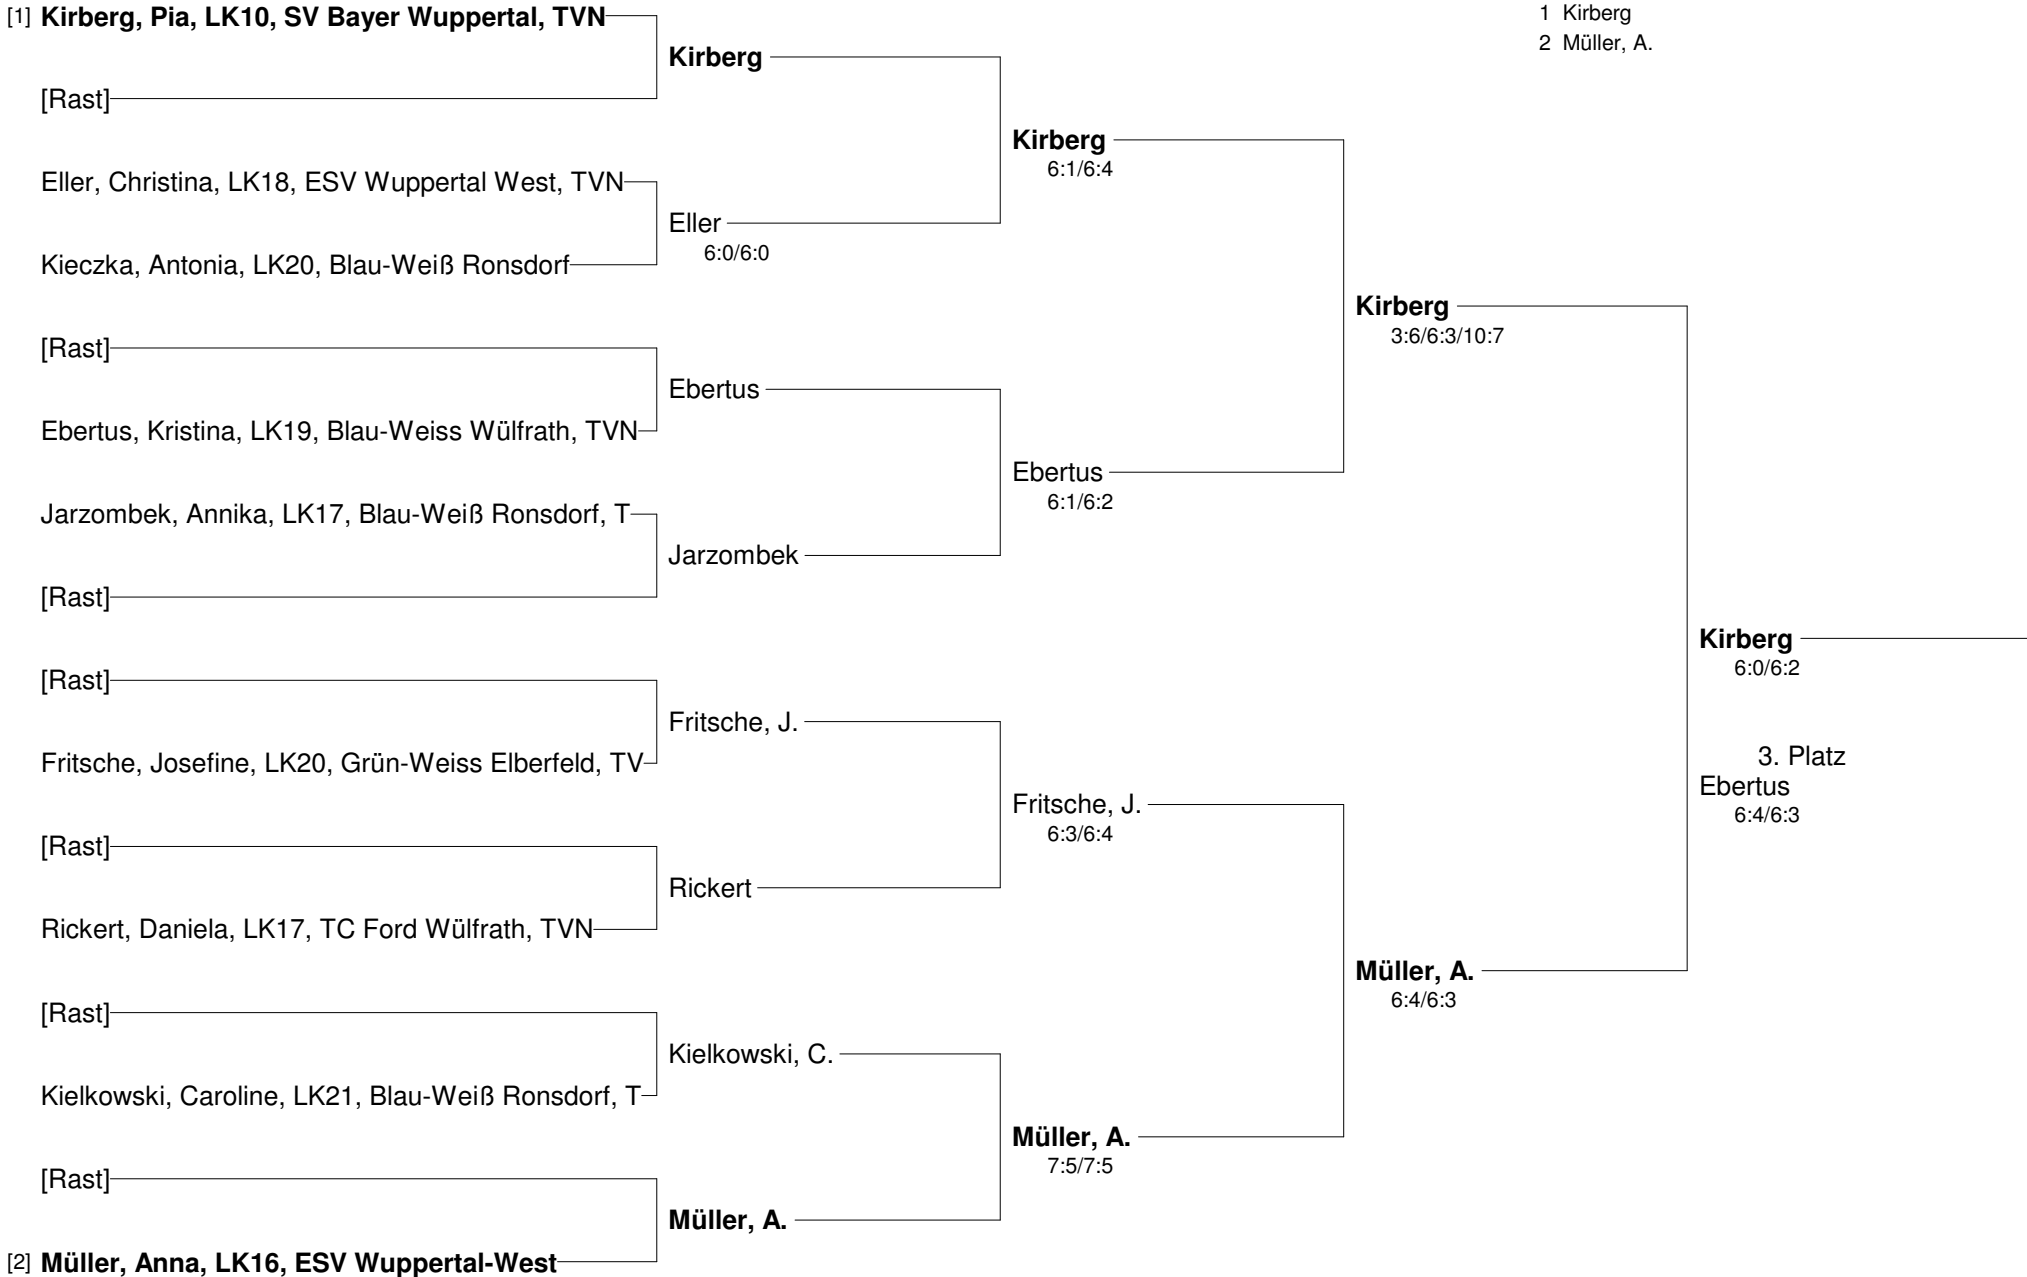 [1] Kirberg, Pia, LK10, SV Bayer Wuppertal, TVN
[Rast]
Eller, Christina, LK18, ESV Wuppertal West, TVN
Kieczka, Antonia, LK20, Blau-Weiß Ronsdorf
[Rast]
Ebertus, Kristina, LK19, Blau-Weiss Wülfrath, TVN
Jarzombek, Annika, LK17, Blau-Weiß Ronsdorf, T
[Rast]
[Rast]
Fritsche, Josefine, LK20, Grün-Weiss Elberfeld, TV
[Rast]
Rickert, Daniela, LK17, TC Ford Wülfrath, TVN
[Rast]
Kielkowski, Caroline, LK21, Blau-Weiß Ronsdorf, T
[Rast]
[2] Müller, Anna, LK16, ESV Wuppertal-West
Kirberg
Eller
6:0/6:0
Ebertus
Jarzombek
Fritsche, J.
Rickert
Kielkowski, C.
Müller, A.
Kirberg
6:1/6:4
Ebertus
6:1/6:2
Fritsche, J.
6:3/6:4
Müller, A.
7:5/7:5
Kirberg
3:6/6:3/10:7
Müller, A.
6:4/6:3
1 Kirberg
2 Müller, A.
Kirberg
6:0/6:2
3. Platz
Ebertus
6:4/6:3